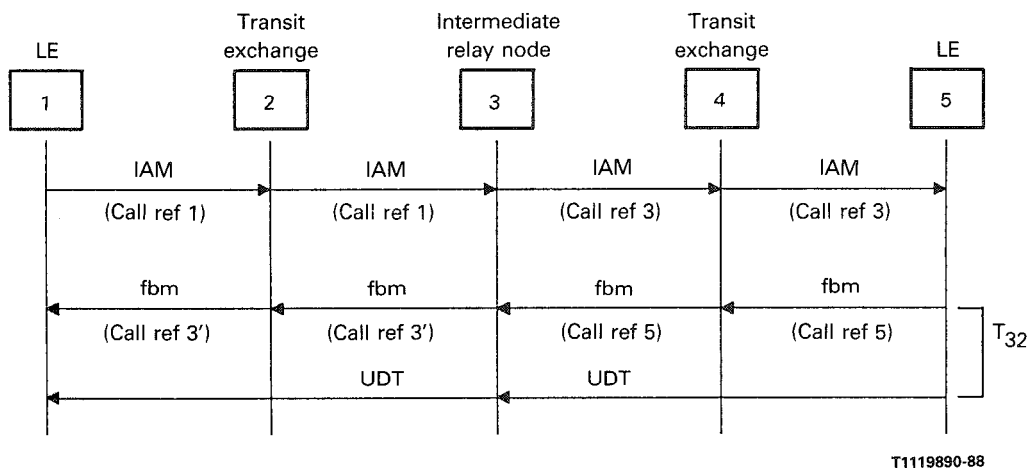 LE
Transit
exchange
Intermediate
relay node
Transit
exchange
LE
1
2
3
4
5
IAM
IAM
IAM
IAM
(Call ref 1)
(Call ref 1)
(Call ref 3)
(Call ref 3)
fbm
fbm
fbm
fbm
(Call ref 3')
(Call ref 3')
(Call ref 5)
(Call ref 5)
T32
UDT
UDT
T1119890-88